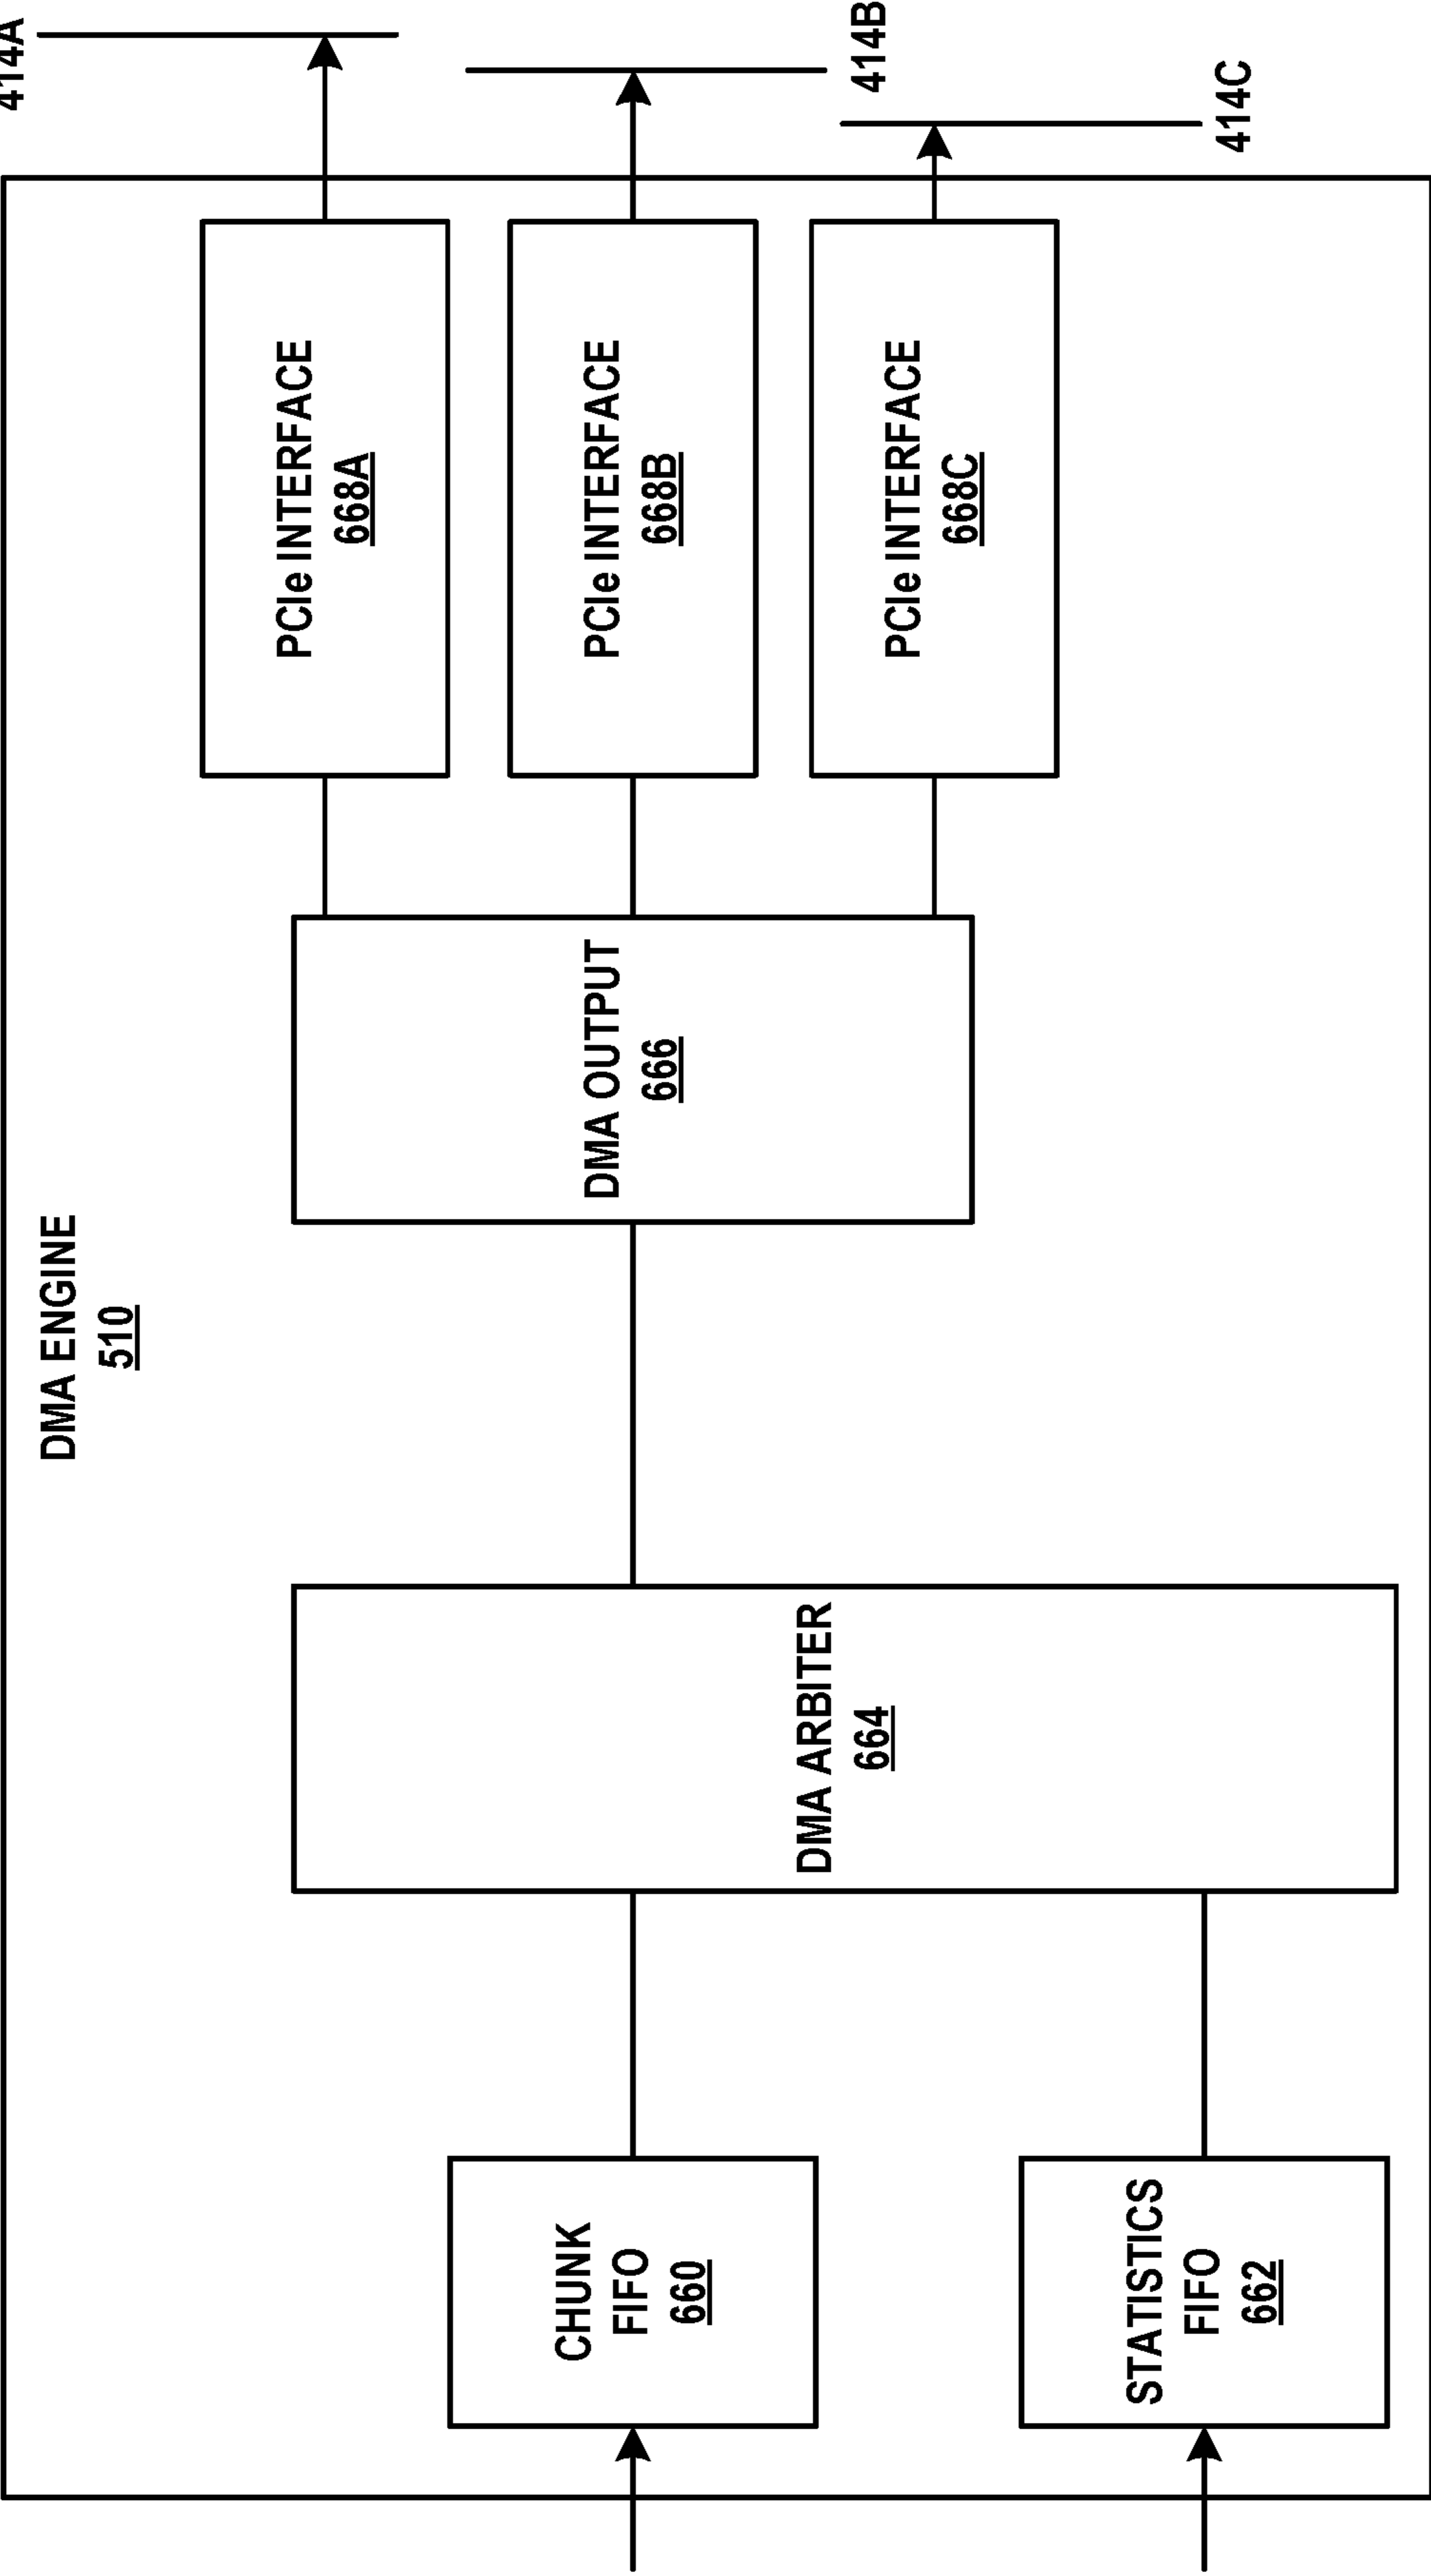 DMA ENGINE
510
CHUNK
FIFO
660
STATISTICS
FIFO
662
DMA ARBITER
664
DMA OUTPUT
666
PCIe INTERFACE
668A
PCIe INTERFACE
668B
PCIe INTERFACE
668C
414A
414B
414C